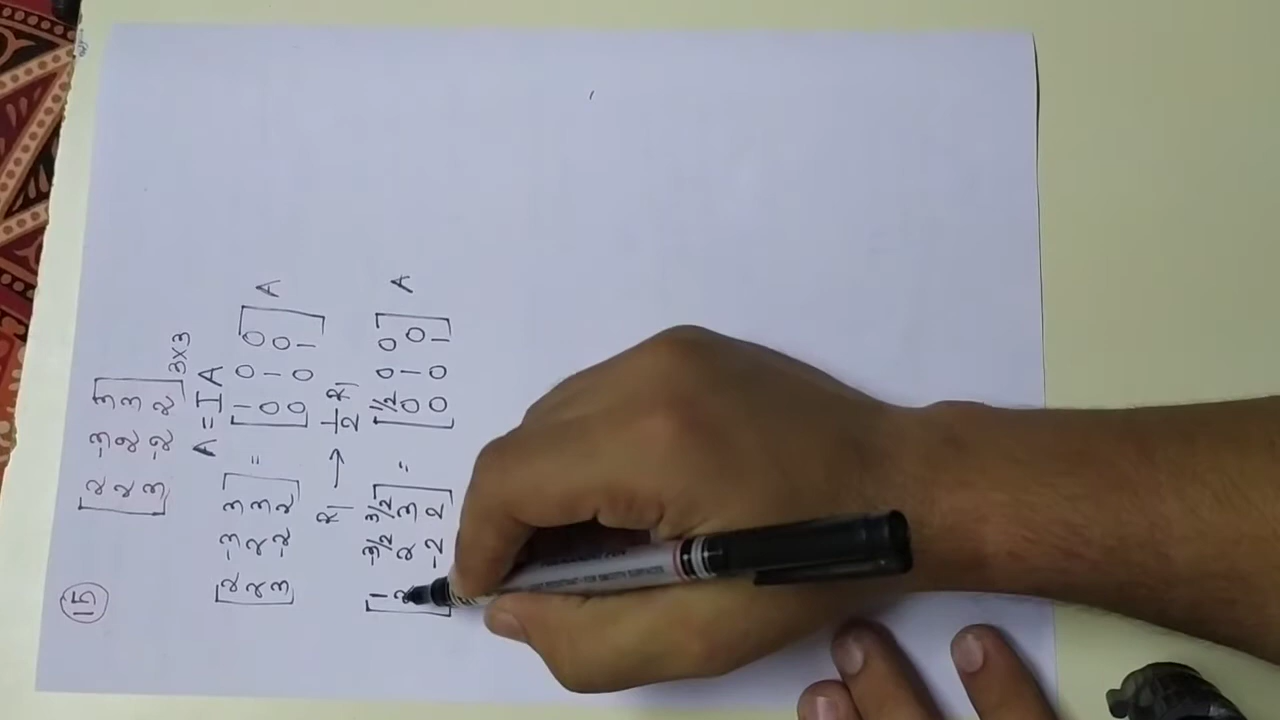 15
[2 -3 3]
[2 2 3]
[3 -2 2] 3×3
A = IA
[2 -3 3] [1 0 0]
[2 2 3] = [0 1 0] A
[3 -2 2] [0 0 1]
R1 → 1/2 R1
[1 -3/2 3/2] [1/2 0 0]
[2 2 3] = [0 1 0] A
-2 2] [0 0 1]